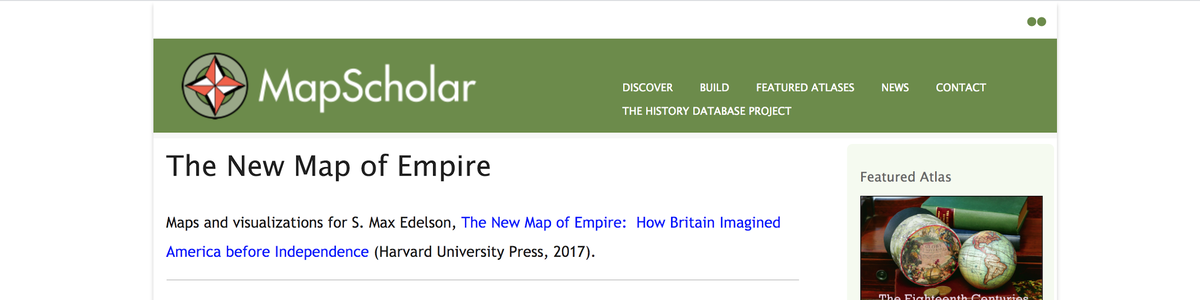 MapScholar
DISCOVER BUILD FEATURED ATLASES NEWS CONTACT
THE HISTORY DATABASE PROJECT
The New Map of Empire
Maps and visualizations for S. Max Edelson, The New Map of Empire: How Britain Imagined
America before Independence (Harvard University Press, 2017).
Featured Atlas
The Eighteenth Centuries